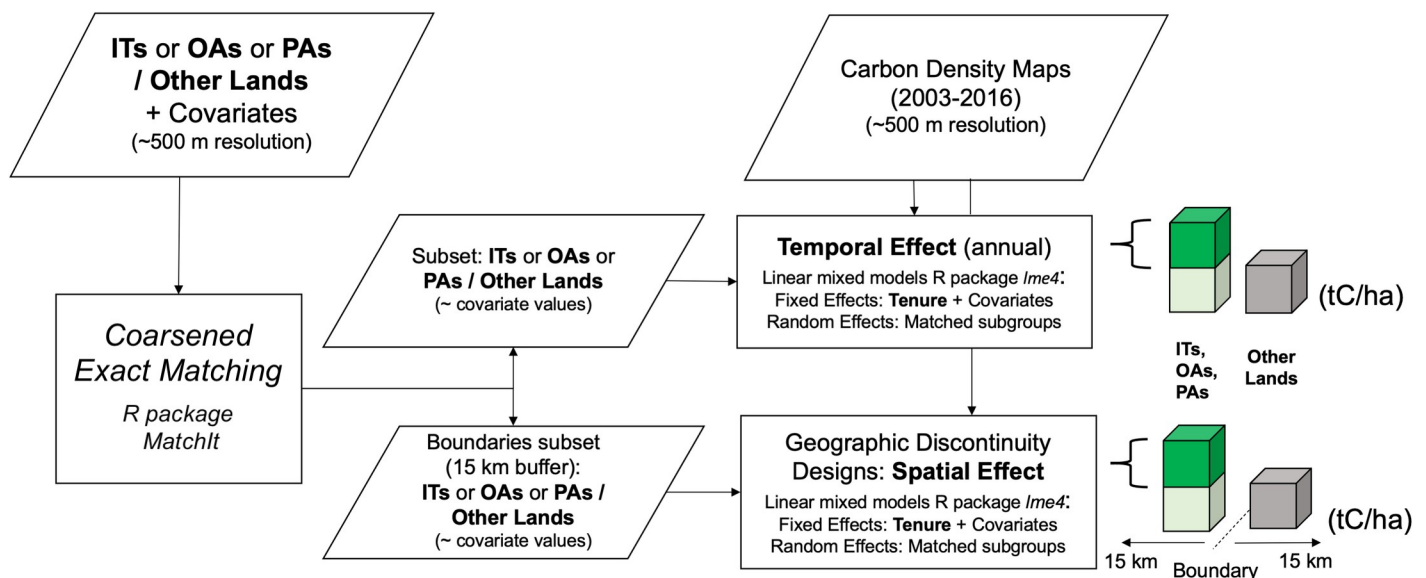 ITs or OAs or PAs
/ Other Lands
+ Covariates
(~500 m resolution)
Carbon Density Maps
(2003-2016)
(~500 m resolution)
Coarsened
Exact Matching
R package
MatchIt
Subset: ITs or OAs or
PAs / Other Lands
(~ covariate values)
Boundaries subset
(15 km buffer):
ITs or OAs or PAs /
Other Lands
(~ covariate values)
Temporal Effect (annual)
Linear mixed models R package lme4:
Fixed Effects: Tenure + Covariates
Random Effects: Matched subgroups
(tC/ha)
ITs,
OAs,
PAs
Other
Lands
Geographic Discontinuity
Designs: Spatial Effect
Linear mixed models R package lme4:
Fixed Effects: Tenure + Covariates
Random Effects: Matched subgroups
(tC/ha)
15 km
Boundary
15 km